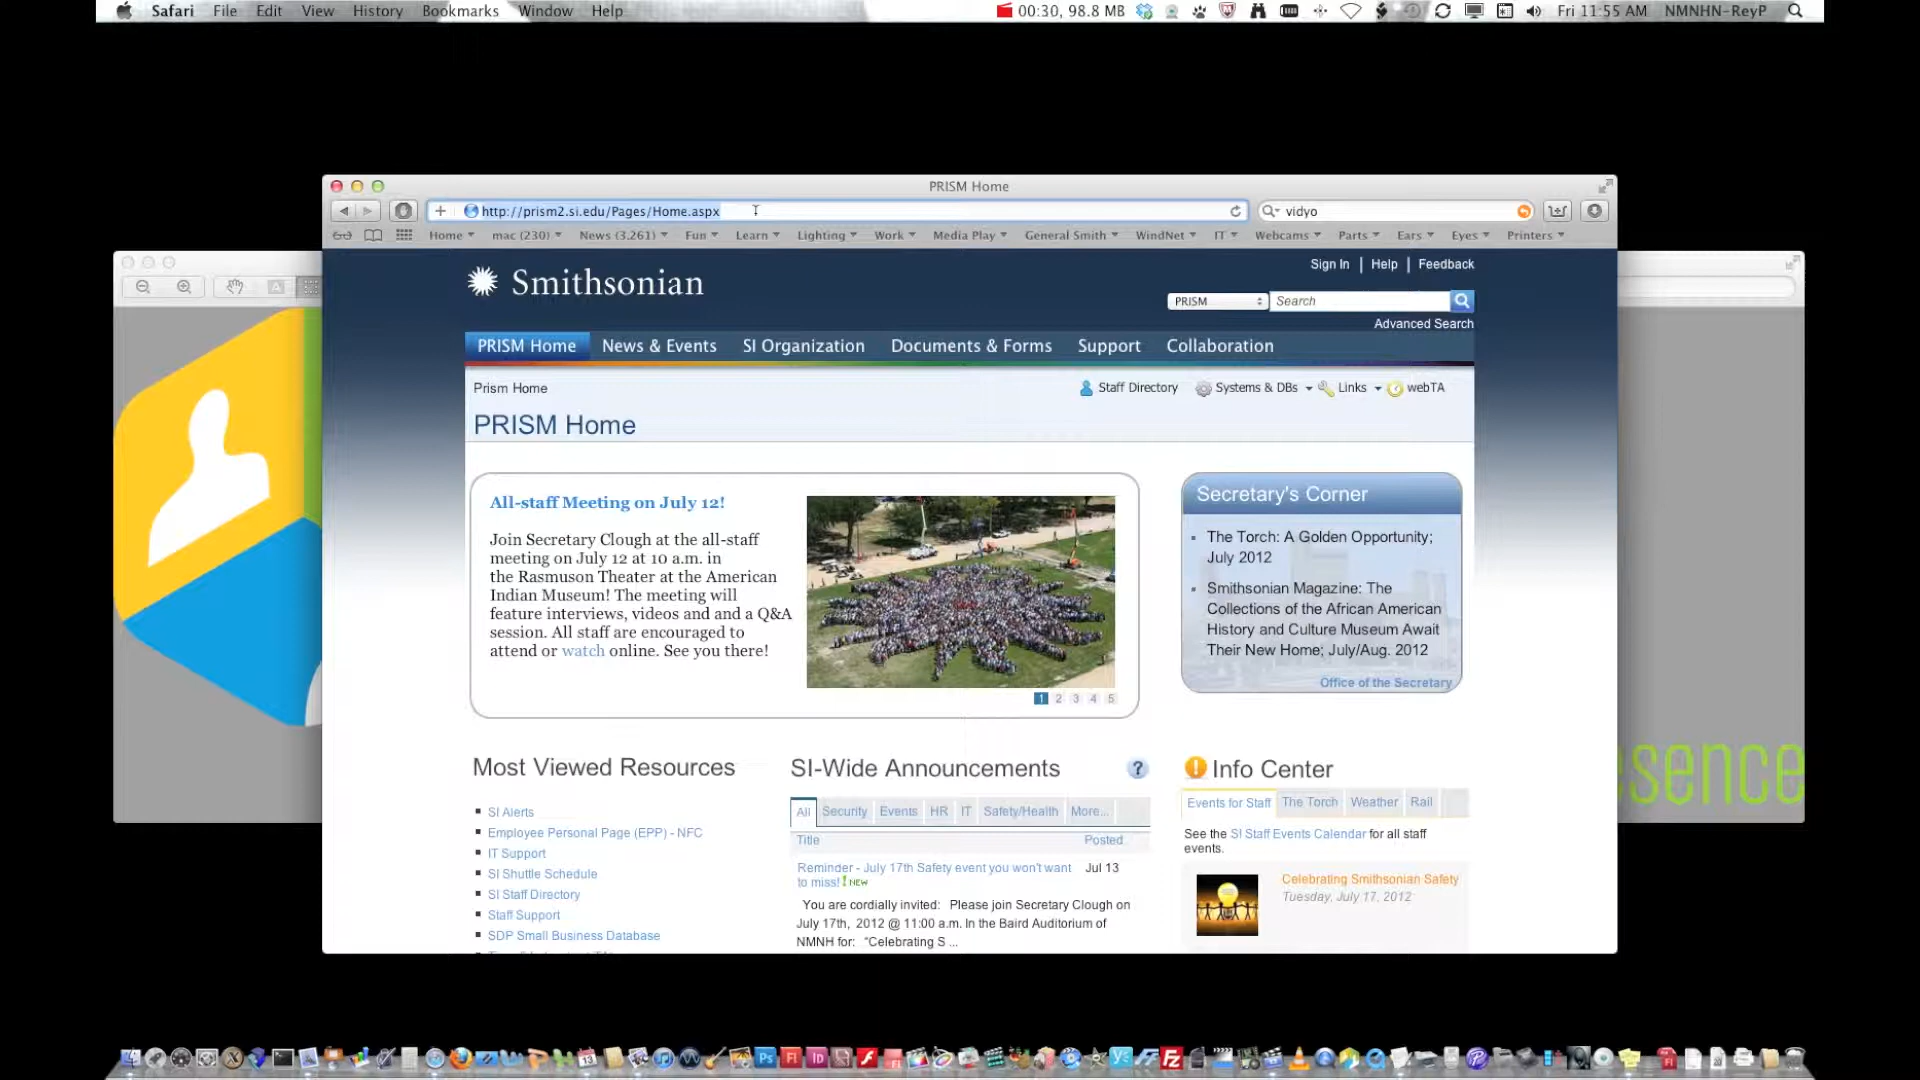 Safari File Edit View History Bookmarks Window Help 00:30, 98.8 MB Fri 11:55 AM NMNHN-ReyP
PRISM Home
http://prism2.si.edu/Pages/Home.aspx vidyo
Home mac (230) News (3,261) Fun Learn Lighting Work Media Play General Smith WindNet IT Webcams Parts Ears Eyes Printers
Sign In | Help | Feedback
Smithsonian
PRISM Search
Advanced Search
PRISM Home News & Events SI Organization Documents & Forms Support Collaboration
Prism Home Staff Directory Systems & DBs Links webTA
PRISM Home
All-staff Meeting on July 12!
Join Secretary Clough at the all-staff
meeting on July 12 at 10 a.m. in
the Rasmuson Theater at the American
Indian Museum! The meeting will
feature interviews, videos and and a Q&A
session. All staff are encouraged to
attend or watch online. See you there!
1 2 3 4 5
Secretary's Corner
The Torch: A Golden Opportunity;
July 2012
Smithsonian Magazine: The
Collections of the African American
History and Culture Museum Await
Their New Home; July/Aug. 2012
Office of the Secretary
esence
Most Viewed Resources
SI Alerts
Employee Personal Page (EPP) - NFC
IT Support
SI Shuttle Schedule
SI Staff Directory
Staff Support
SDP Small Business Database
SI-Wide Announcements ?
All Security Events HR IT Safety/Health More...
Title Posted
Reminder - July 17th Safety event you won't want Jul 13
to miss! NEW
You are cordially invited: Please join Secretary Clough on
July 17th, 2012 @ 11:00 a.m. In the Baird Auditorium of
NMNH for: "Celebrating S ...
Info Center
Events for Staff The Torch Weather Rail
See the SI Staff Events Calendar for all staff
events.
Celebrating Smithsonian Safety
Tuesday, July 17, 2012